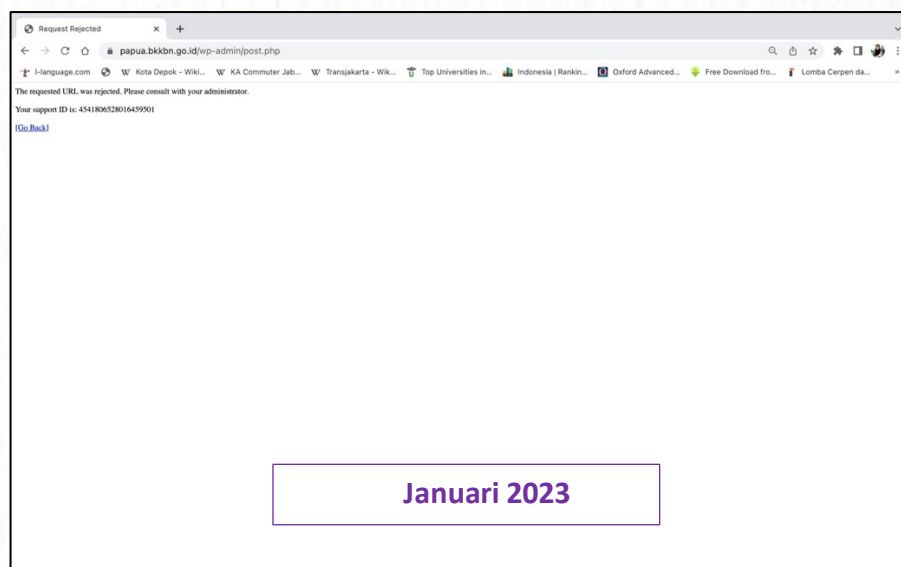 Request Rejected
papua.bkkbn.go.id/wp-admin/post.php
I-language.com W Kota Depok - Wiki... W KA Commuter Jab... W Transjakarta - Wik... Top Universities in... Indonesia | Rankin... Oxford Advanced... Free Download fro... Lomba Cerpen da... »
The requested URL was rejected. Please consult with your administrator.
Your support ID is: 4541806528016459501
[Go Back]
Januari 2023